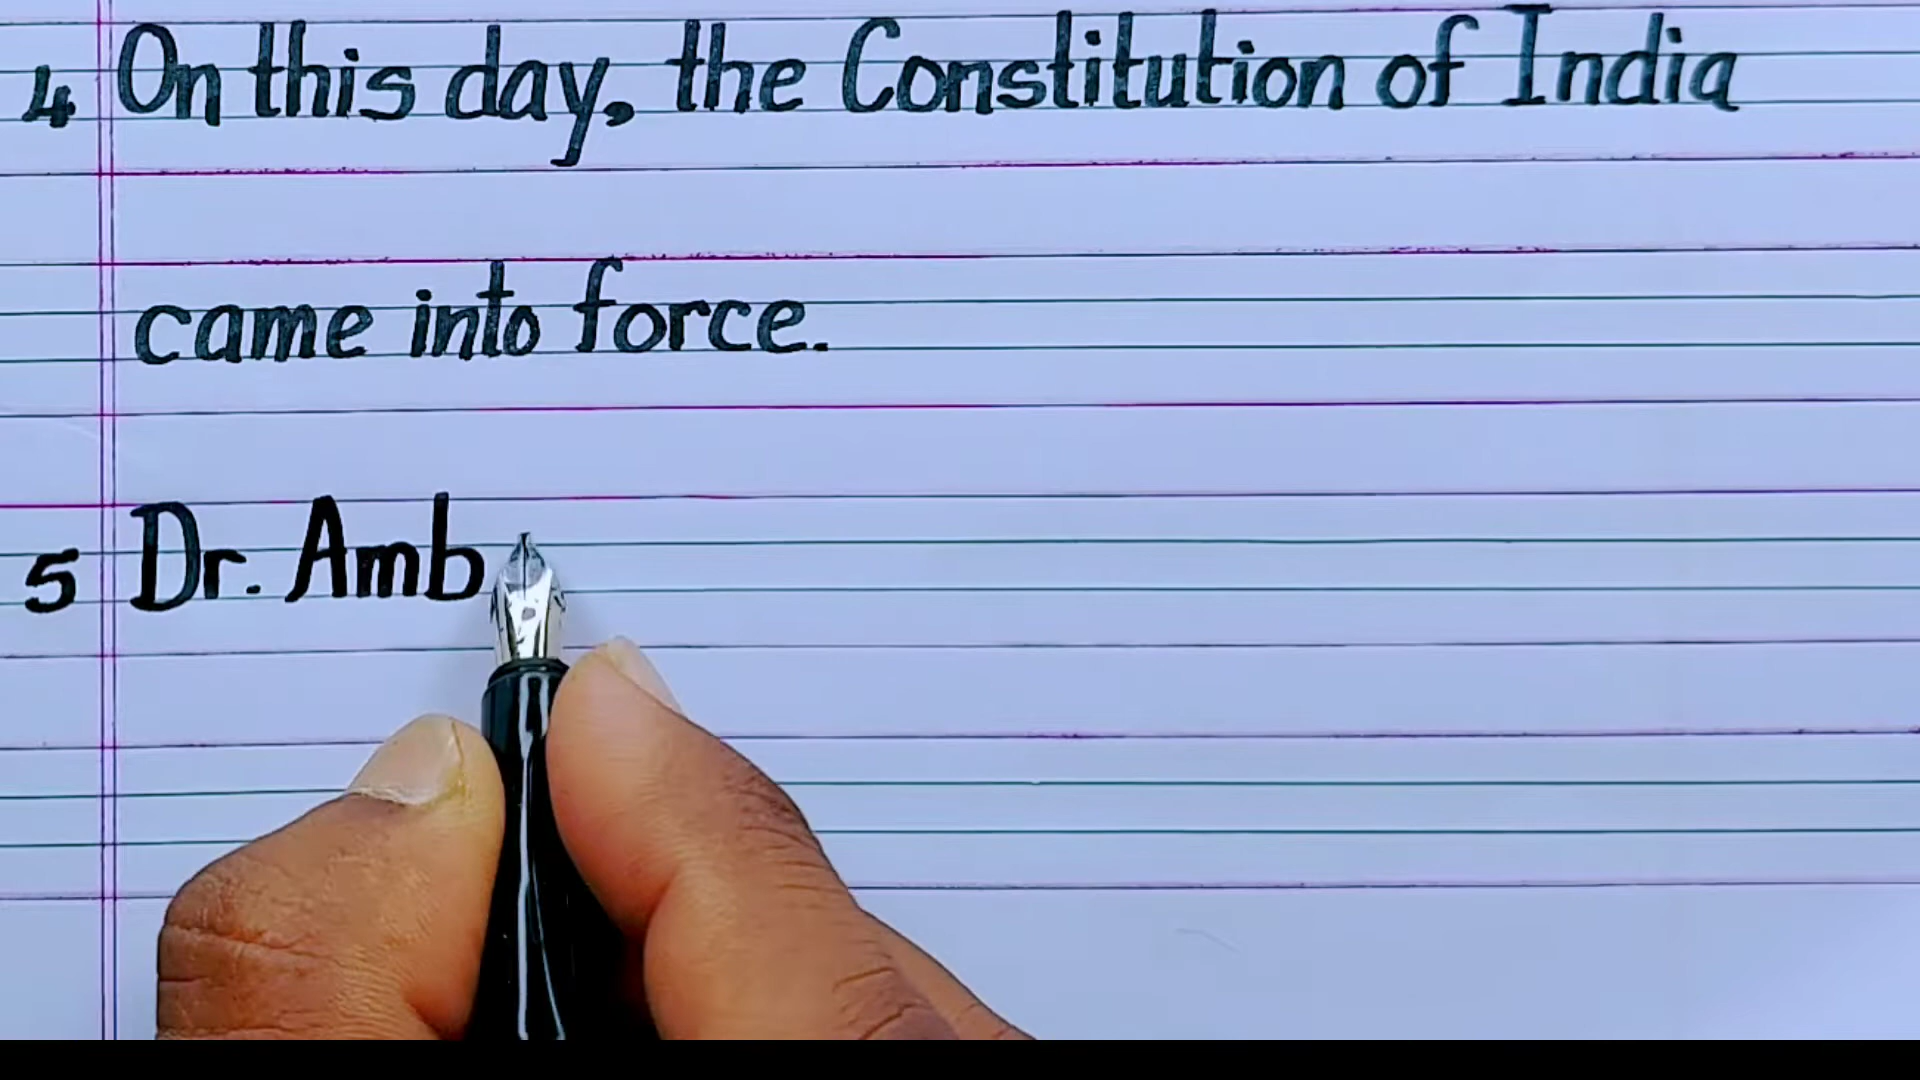 4 On this day, the Constitution of India
came into force.
5 Dr. Amb